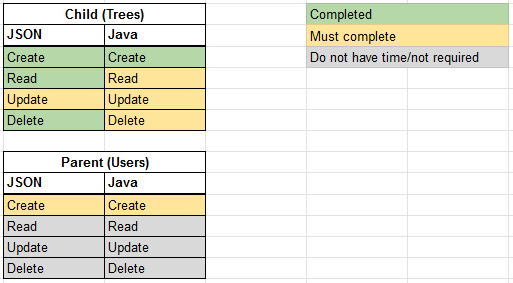 Child (Trees)
JSON Java
Create Create
Read Read
Update Update
Delete Delete
Parent (Users)
JSON Java
Create Create
Read Read
Update Update
Delete Delete
Completed
Must complete
Do not have time/not required